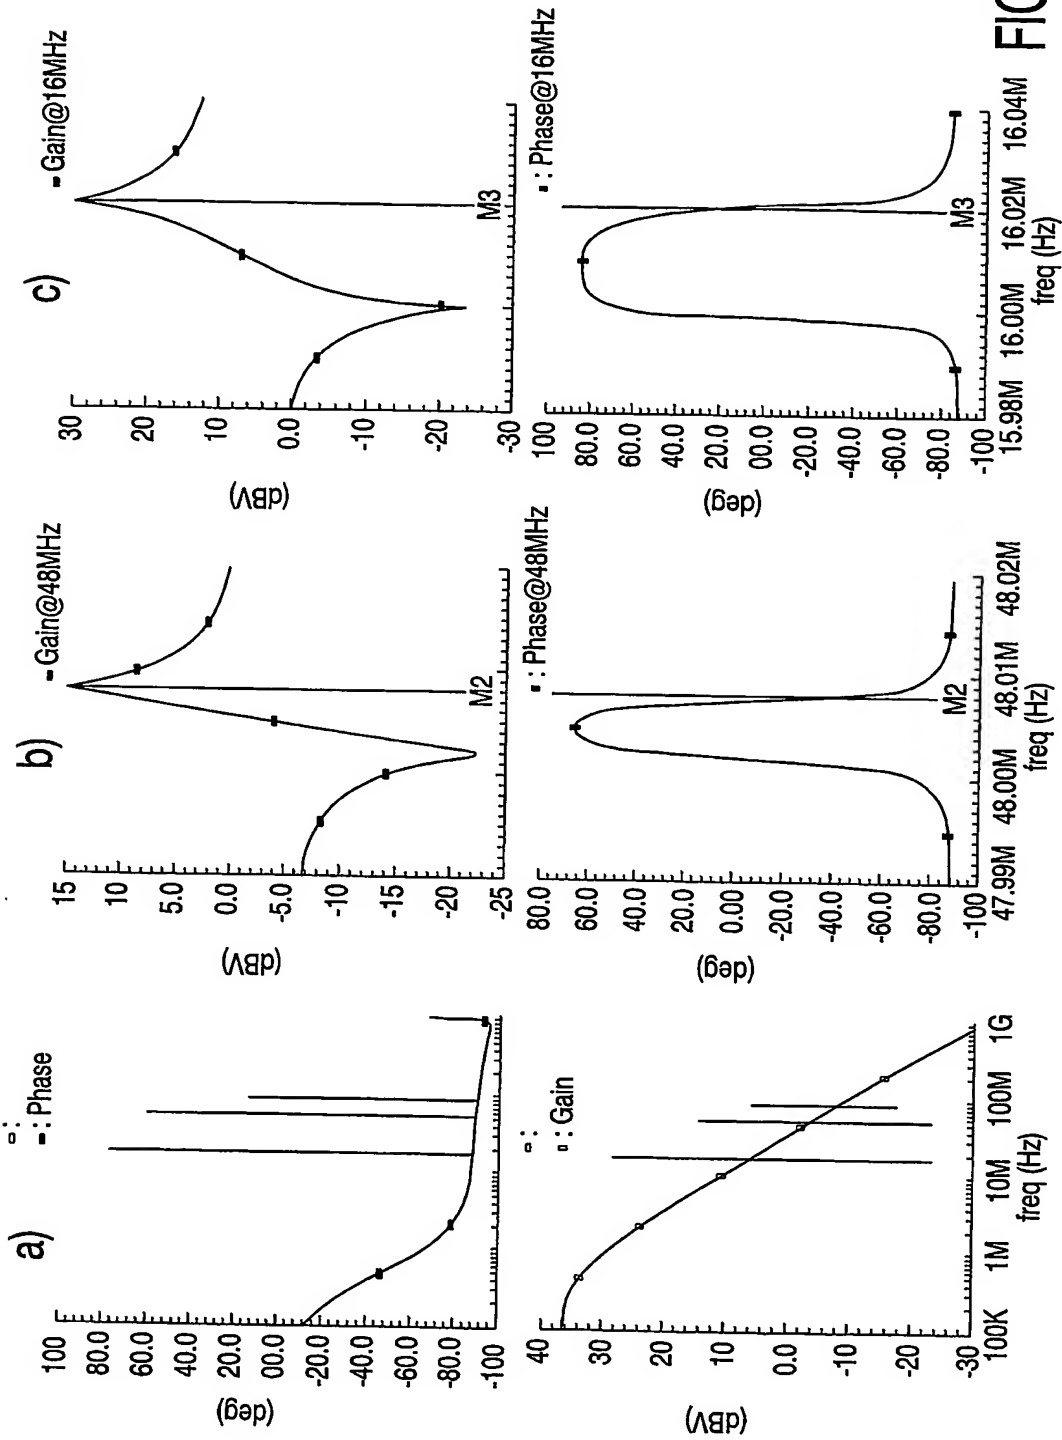 a)
▫ :
▪ : Phase
100
80.0
60.0
40.0
20.0
00.0
-20.0
-40.0
-60.0
-80.0
-100
(deg)
▫ :
▫ : Gain
40
30
20
10
0.0
-10
-20
-30
(dBV)
100K 1M 10M 100M 1G
freq (Hz)
b)
▪ Gain@48MHz
15
10
5.0
0.0
-5.0
-10
-15
-20
-25
(dBV)
M2
▪ : Phase@48MHz
80.0
60.0
40.0
20.0
0.00
-20.0
-40.0
-60.0
-80.0
-100
(deg)
M2
47.99M 48.00M 48.01M 48.02M
freq (Hz)
c)
▪ Gain@16MHz
30
20
10
0.0
-10
-20
-30
(dBV)
M3
▪ : Phase@16MHz
100
80.0
60.0
40.0
20.0
00.0
-20.0
-40.0
-60.0
-80.0
-100
(deg)
M3
15.98M 16.00M 16.02M 16.04M
freq (Hz)